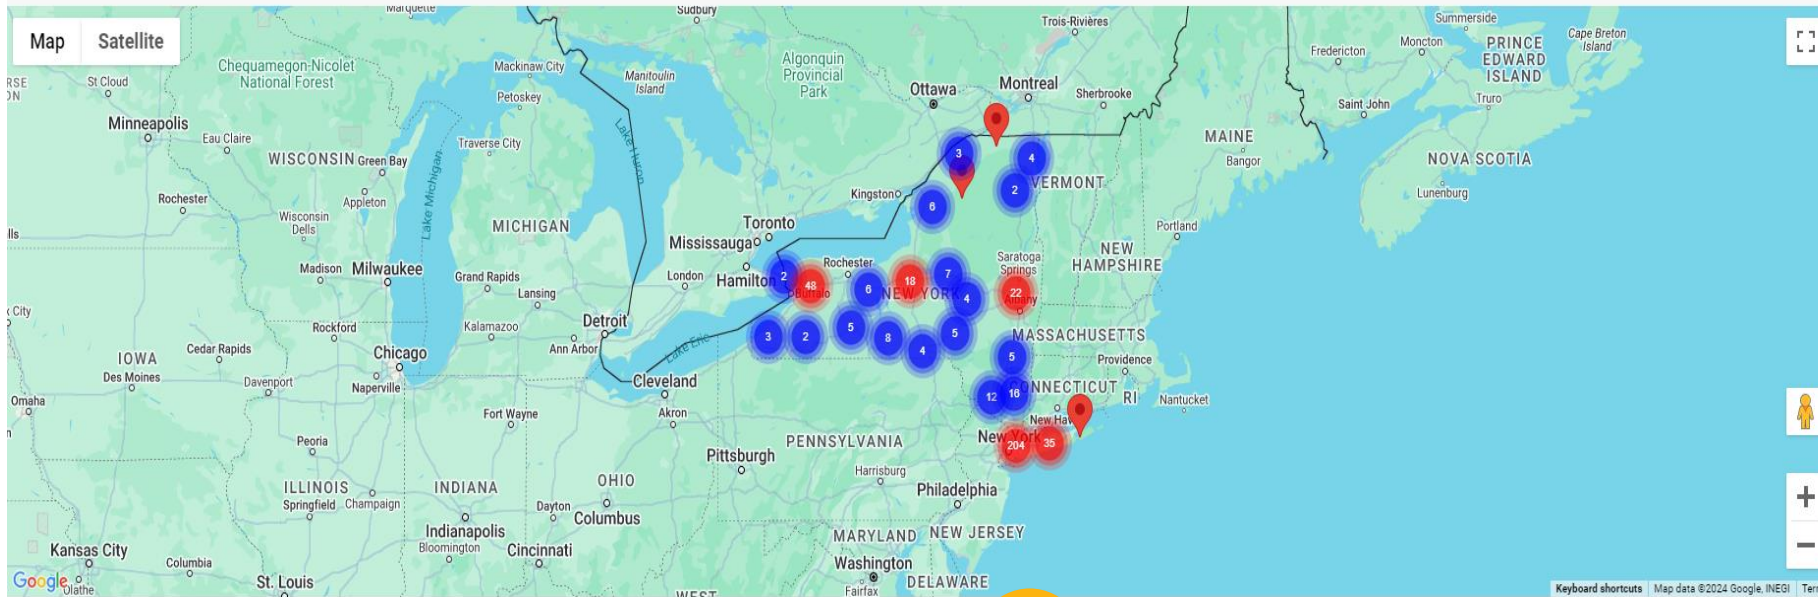 Map
Satellite
Marquette
Sudbury
Trois-Rivières
Summerside
Moncton
Cape Breton
Island
Fredericton
PRINCE
EDWARD
ISLAND
Chequamegon-Nicolet
National Forest
Mackinaw City
Manitoulin
Island
Algonquin
Provincial
Park
Ottawa
Montreal
Sherbrooke
Saint John
Truro
St Cloud
Petoskey
Minneapolis
Eau Claire
MAINE
Bangor
NOVA SCOTIA
Lunenburg
WISCONSIN
Green Bay
Traverse City
Lake Huron
3
4
2
VERMONT
Kingston
6
Rochester
Appleton
Wisconsin
Dells
Lake Michigan
MICHIGAN
Toronto
Mississauga
Portland
Madison
Milwaukee
Grand Rapids
Lansing
London
Hamilton
2
48
Buffalo
Rochester
6
18
NEW YORK
7
4
Saratoga
Springs
22
Albany
NEW
HAMPSHIRE
City
Rockford
Kalamazoo
Detroit
Ann Arbor
Lake Erie
3
2
5
8
4
5
MASSACHUSETTS
5
Providence
IOWA
Cedar Rapids
Chicago
Des Moines
Davenport
Naperville
Cleveland
Akron
12
16
CONNECTICUT
RI
Nantucket
Omaha
Fort Wayne
New Hav
New York
204
35
Peoria
PENNSYLVANIA
Pittsburgh
Harrisburg
Philadelphia
ILLINOIS
Springfield
Champaign
INDIANA
OHIO
Dayton
Columbus
Indianapolis
Bloomington
Cincinnati
MARYLAND
NEW JERSEY
Kansas City
Columbia
Washington
Fairfax
DELAWARE
Google
Olathe
St. Louis
WEST
Keyboard shortcuts
Map data ©2024 Google, INEGI
Ter